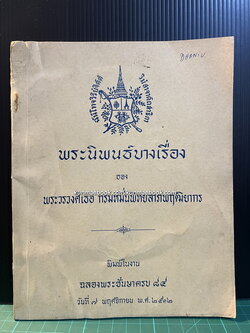 DHANIV
พระนิพนธ์บางเรื่อง
ของ
พระวรวงศ์เธอ กรมหมื่นพิทยลาภพฤฒิยากร
พิมพ์ในงาน
ฉลองพระชันษาครบ ๘๔
วันที่ ๗ พฤศจิกายน พ.ศ. ๒๕๑๒